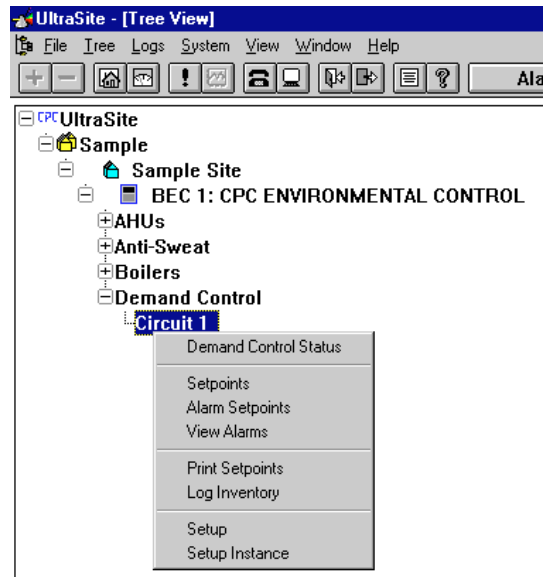 UltraSite - [Tree View]
File Tree Logs System View Window Help
Ala
CPC UltraSite
Sample
Sample Site
BEC 1: CPC ENVIRONMENTAL CONTROL
AHUs
Anti-Sweat
Boilers
Demand Control
Circuit 1
Demand Control Status
Setpoints
Alarm Setpoints
View Alarms
Print Setpoints
Log Inventory
Setup
Setup Instance